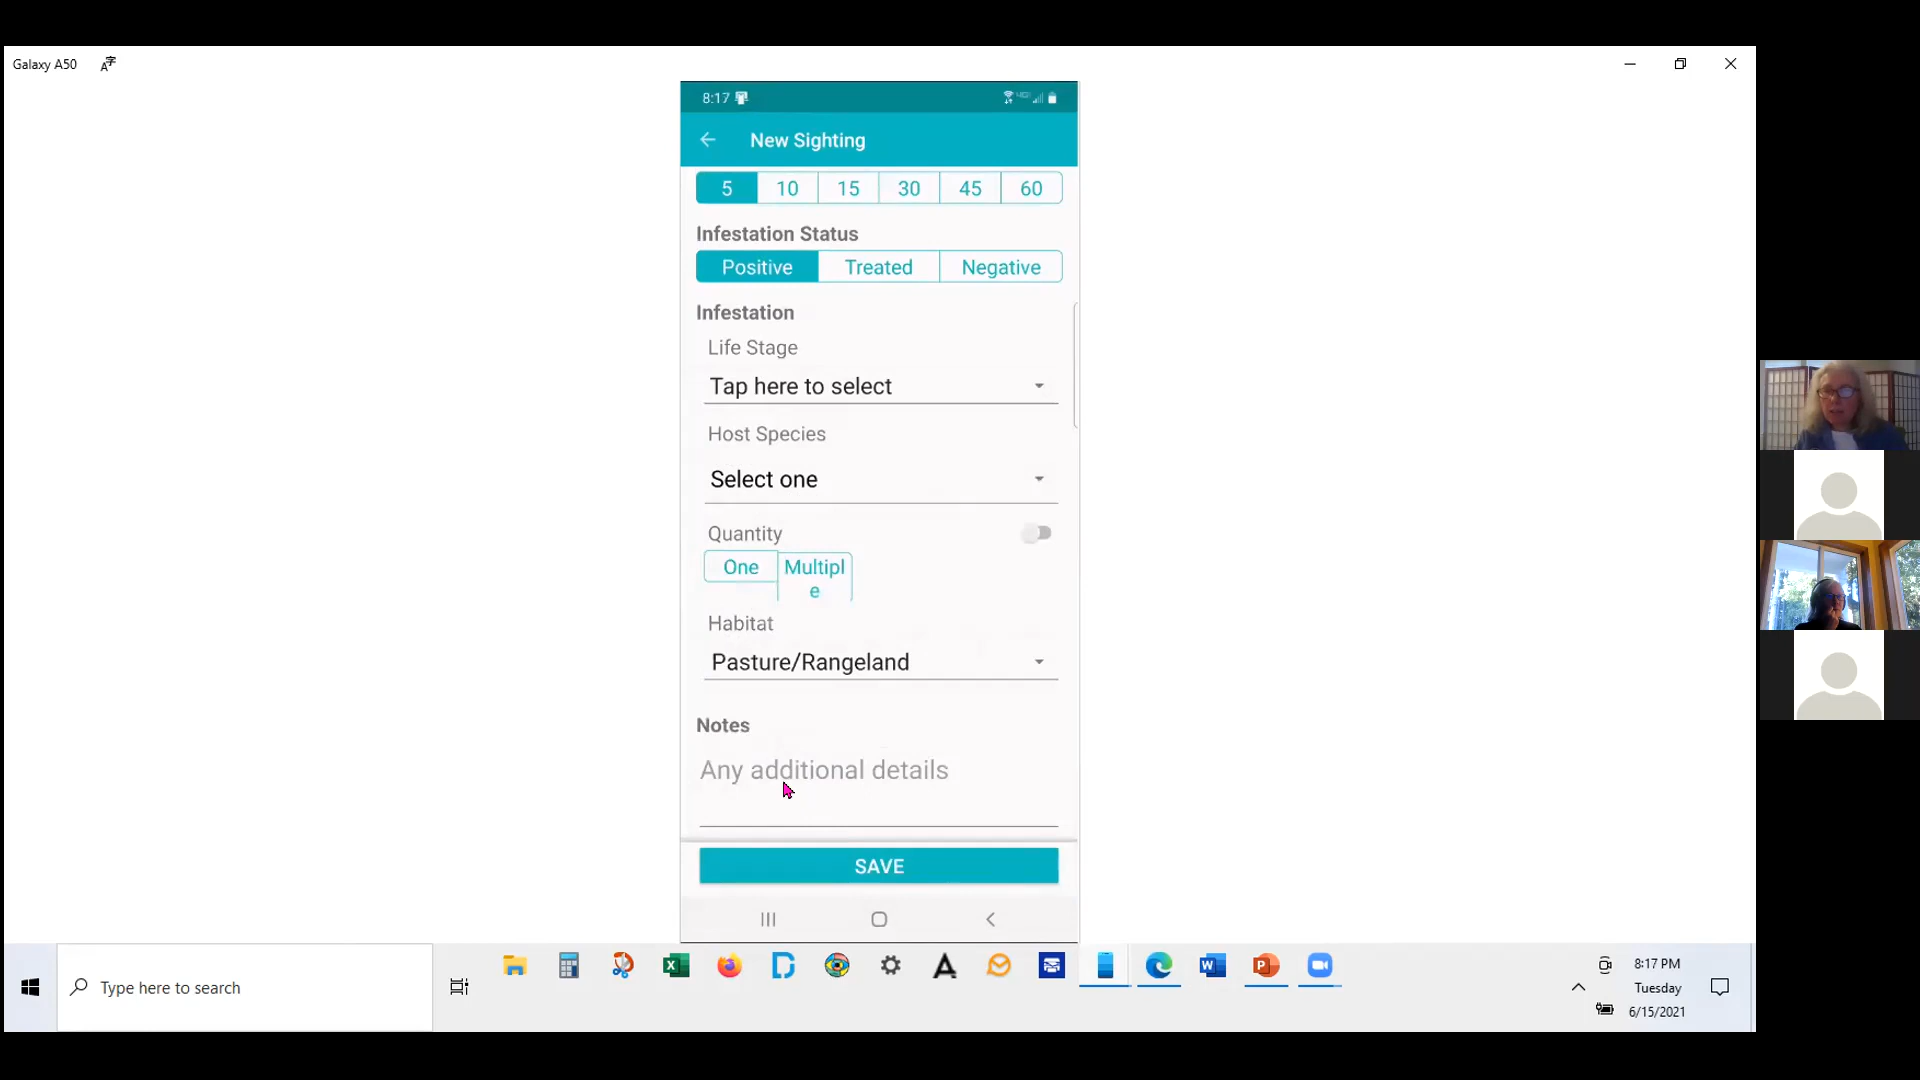 Galaxy A50
8:17
New Sighting
5 10 15 30 45 60
Infestation Status
Positive Treated Negative
Infestation
Life Stage
Tap here to select
Host Species
Select one
Quantity
One Multipl
e
Habitat
Pasture/Rangeland
Notes
Any additional details
SAVE
Type here to search
8:17 PM
Tuesday
6/15/2021